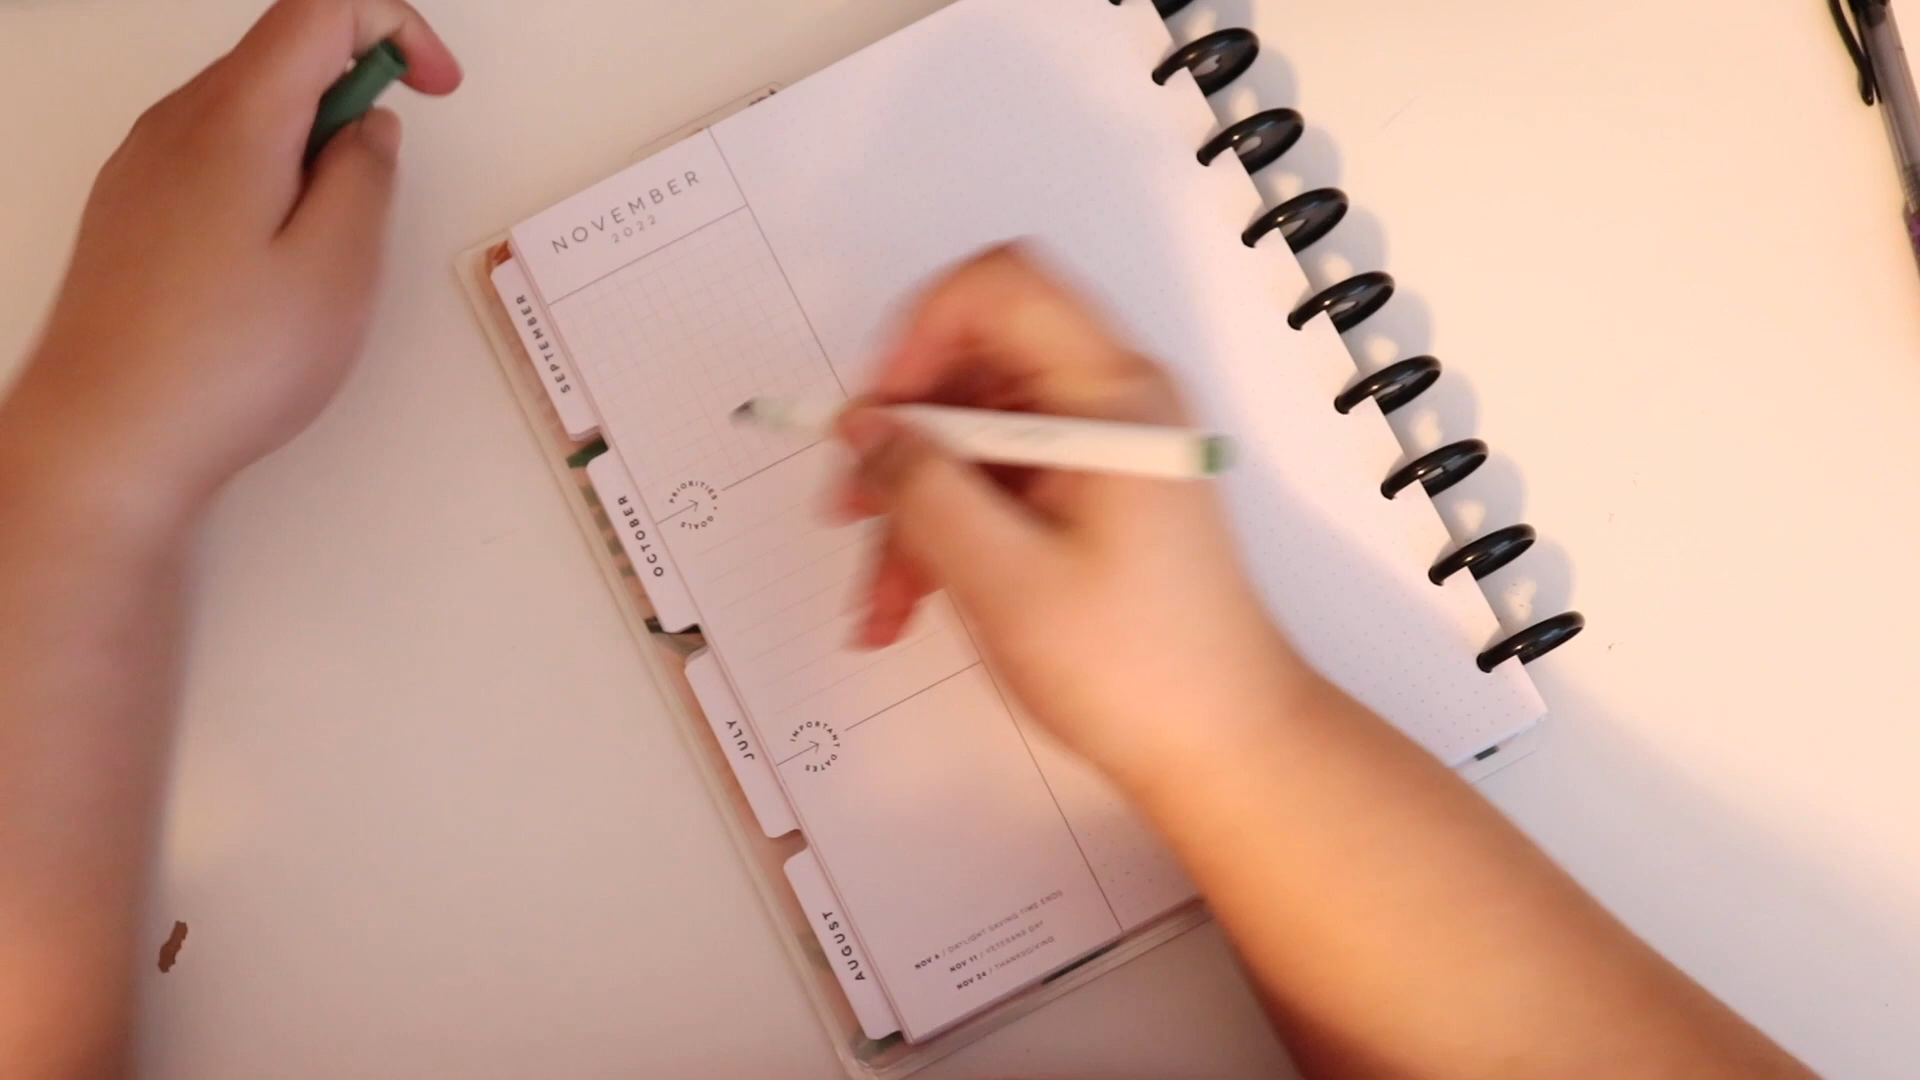 NOVEMBER
2022
SEPTEMBER
PRIORITIES + GOALS
OCTOBER
IMPORTANT DATES
JULY
AUGUST
NOV 6 / DAYLIGHT SAVING TIME ENDS
NOV 11 / VETERANS DAY
NOV 24 / THANKSGIVING